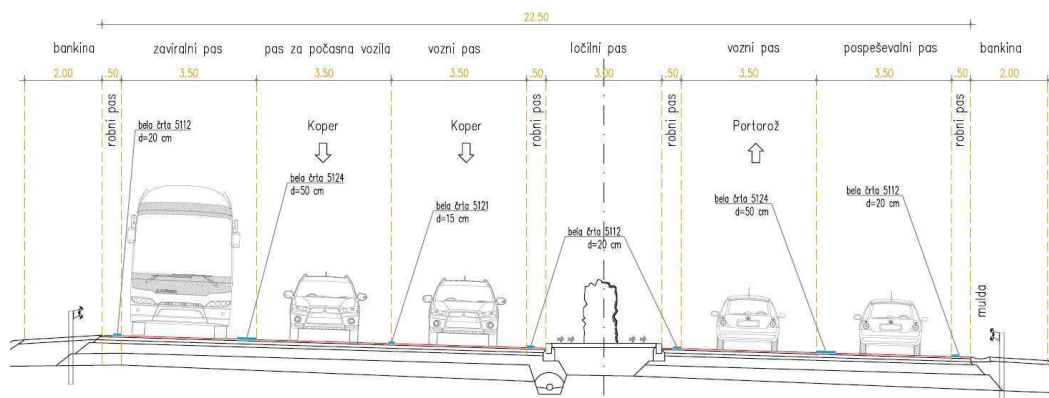 22.50
bankina
zaviralni pas
pas za počasna vozila
vozni pas
ločilni pas
vozni pas
pospeševalni pas
bankina
2.00
.50
3.50
3.50
3.50
.50
3.00
.50
3.50
3.50
.50
2.00
robni pas
robni pas
robni pas
robni pas
bela črta 5112
d=20 cm
Koper
Koper
Portorož
bela črta 5124
d=50 cm
bela črta 5121
d=15 cm
bela črta 5112
d=20 cm
bela črta 5124
d=50 cm
bela črta 5112
d=20 cm
mulda